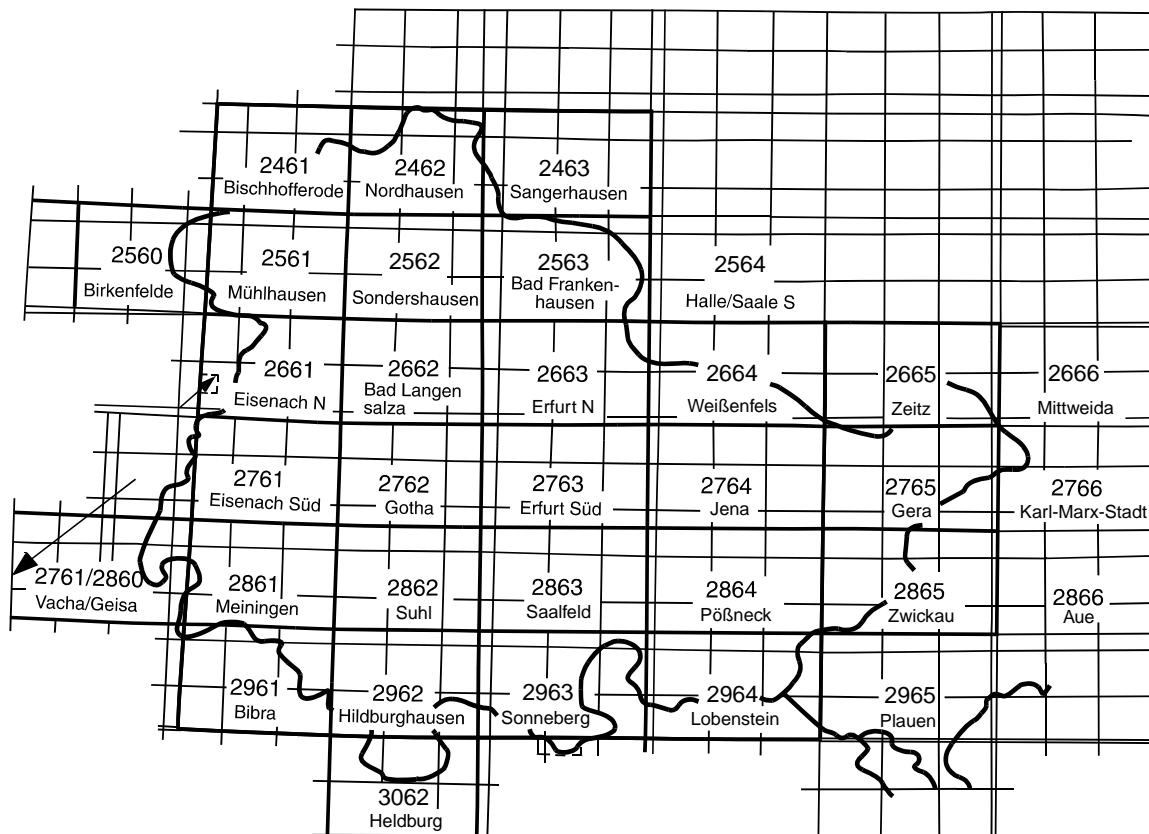 2461
Bischhofferode
2462
Nordhausen
2463
Sangerhausen
2560
Birkenfelde
2561
Mühlhausen
2562
Sondershausen
2563
Bad Franken-
hausen
2564
Halle/Saale S
2661
Eisenach N
2662
Bad Langen
salza
2663
Erfurt N
2664
Weißenfels
2665
Zeitz
2666
Mittweida
2761
Eisenach Süd
2762
Gotha
2763
Erfurt Süd
2764
Jena
2765
Gera
2766
Karl-Marx-Stadt
2761/2860
Vacha/Geisa
2861
Meiningen
2862
Suhl
2863
Saalfeld
2864
Pößneck
2865
Zwickau
2866
Aue
2961
Bibra
2962
Hildburghausen
2963
Sonneberg
2964
Lobenstein
2965
Plauen
3062
Heldburg